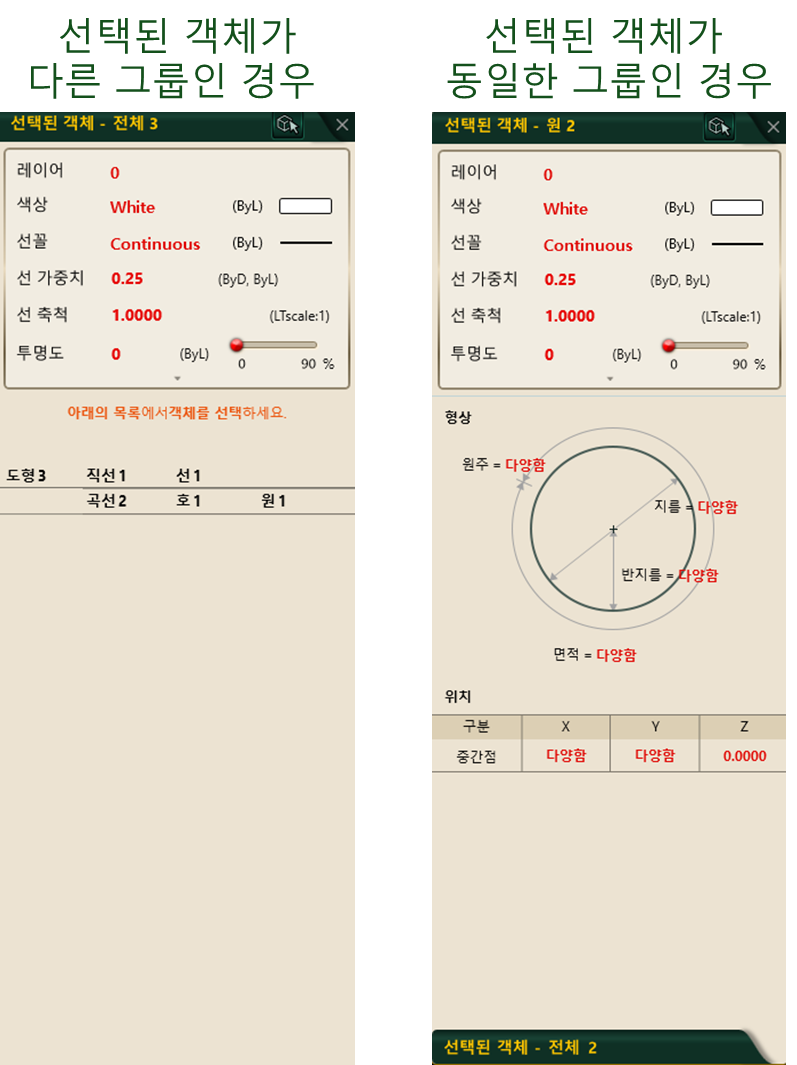 선택된 객체가
다른 그룹인 경우
선택된 객체 - 전체 3
레이어 0
색상 White (ByL)
선꼴 Continuous (ByL)
선 가중치 0.25 (ByD, ByL)
선 축척 1.0000 (LTscale:1)
투명도 0 (ByL)
0 90 %
아래의 목록에서객체를 선택하세요.
도형3 직선1 선1
곡선2 호1 원1
선택된 객체가
동일한 그룹인 경우
선택된 객체 - 원 2
레이어 0
색상 White (ByL)
선꼴 Continuous (ByL)
선 가중치 0.25 (ByD, ByL)
선 축척 1.0000 (LTscale:1)
투명도 0 (ByL)
0 90 %
형상
원주 = 다양함
지름 = 다양함
반지름 = 다양함
면적 = 다양함
위치
구분 X Y Z
중간점 다양함 다양함 0.0000
선택된 객체 - 전체 2